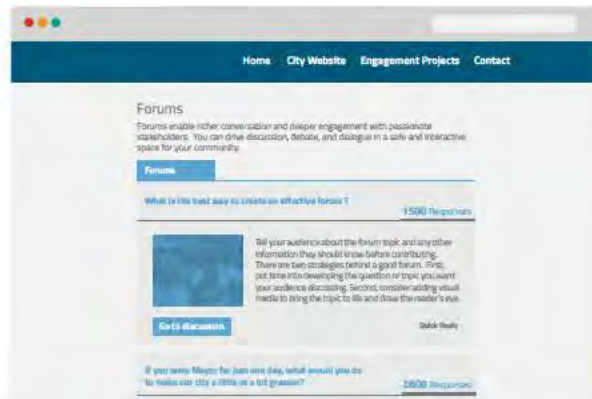 Home City Website Engagement Projects Contact
Forums
Forums enable richer conversation and deeper engagement with passionate
stakeholders. You can drive discussion, debate, and dialogue in a safe and interactive
space for your community.
Forums
What is the best way to create an effective forum ?
1500 Responses
Tell your audience about the forum topic and any other
information they should know before contributing.
There are two strategies behind a good forum. First,
put time into developing the question or topic you want
your audience discussing. Second, consider adding visual
media to bring the topic to life and draw the reader's eye.
Go to discussion
Quick Reply
If you were Mayor for just one day, what would you do
to make our city a little or a lot greener?
Responses